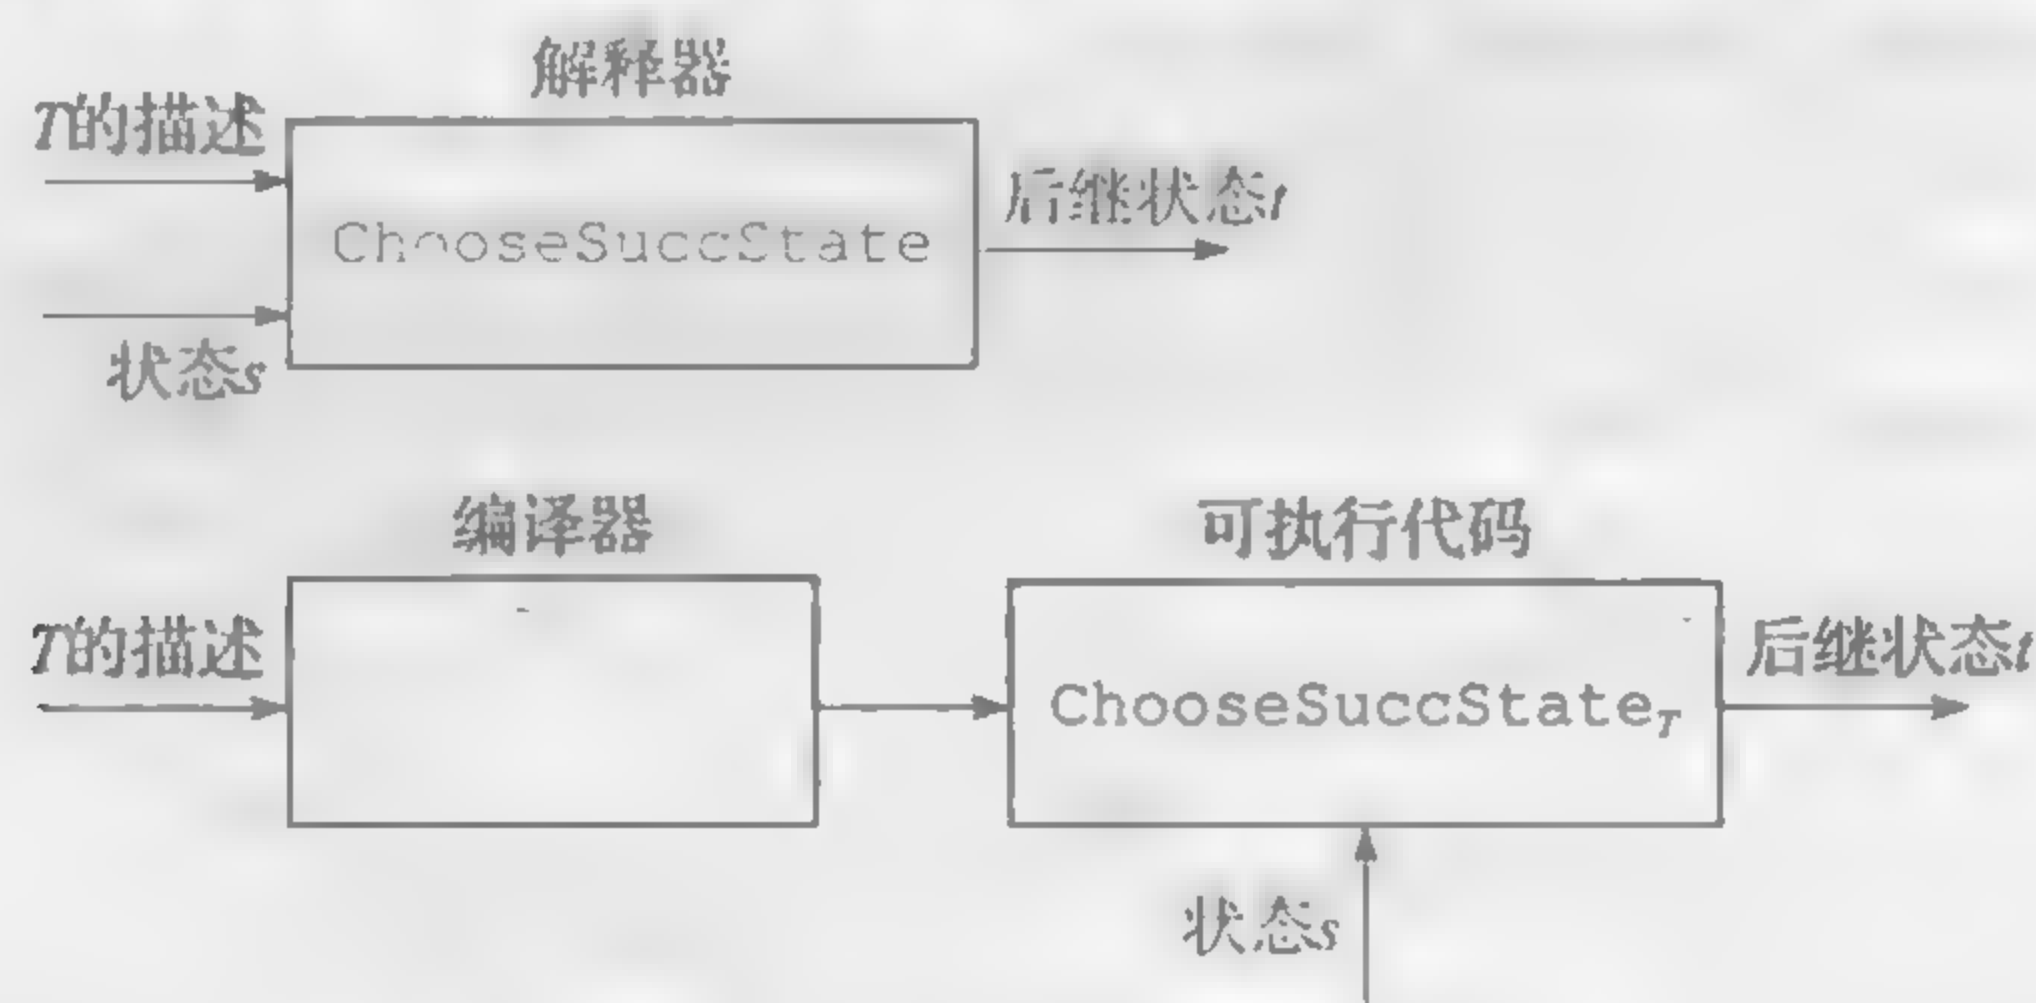 解释器
T的描述
ChooseSuccState
后继状态t
状态s
编译器
可执行代码
T的描述
ChooseSuccStateT
后继状态t
状态s